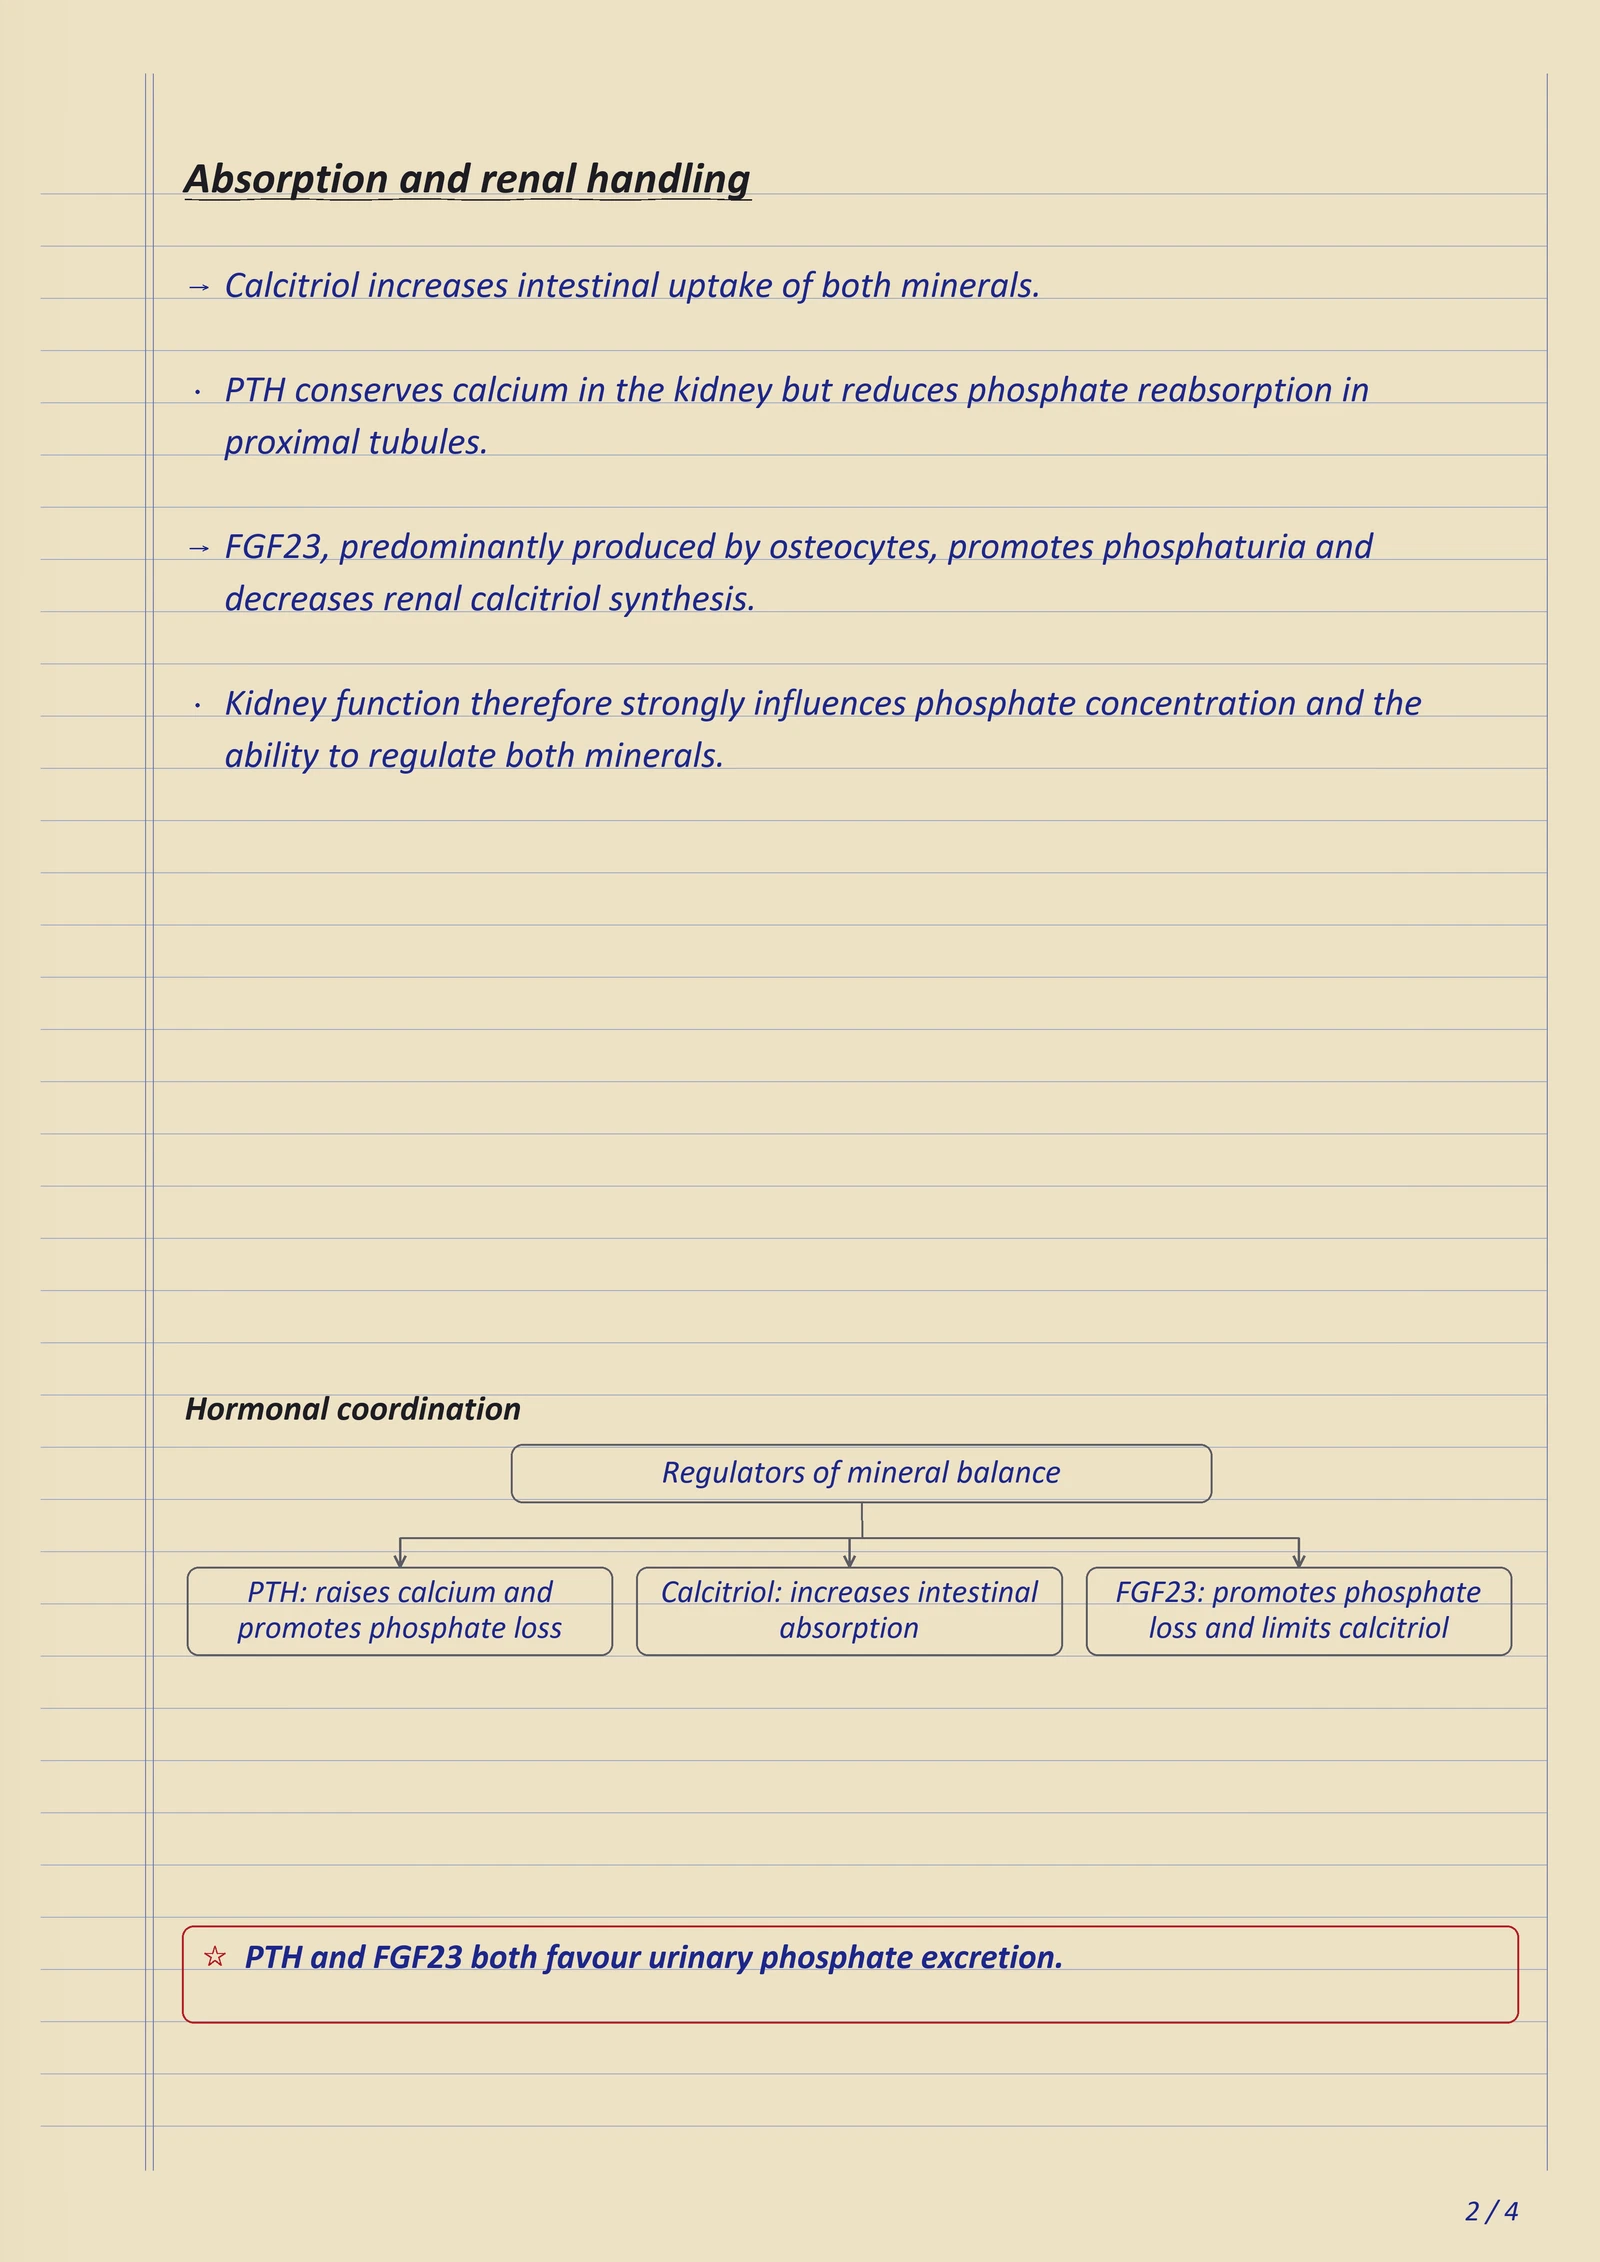 Absorption and renal handling
→ Calcitriol increases intestinal uptake of both minerals.
· PTH conserves calcium in the kidney but reduces phosphate reabsorption in
proximal tubules.
→ FGF23, predominantly produced by osteocytes, promotes phosphaturia and
decreases renal calcitriol synthesis.
· Kidney function therefore strongly influences phosphate concentration and the
ability to regulate both minerals.
Hormonal coordination
Regulators of mineral balance
PTH: raises calcium and
promotes phosphate loss
Calcitriol: increases intestinal
absorption
FGF23: promotes phosphate
loss and limits calcitriol
☆ PTH and FGF23 both favour urinary phosphate excretion.
2 / 4